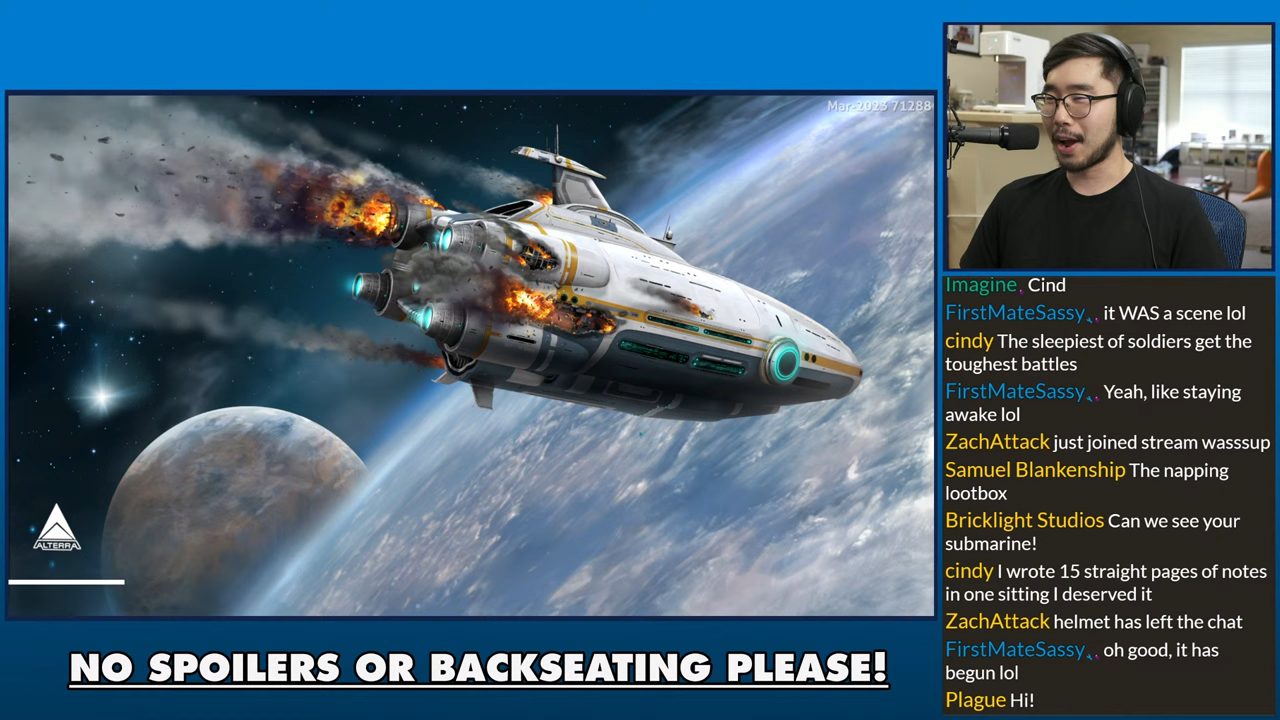 Mar-2023 71288
ALTERRA
NO SPOILERS OR BACKSEATING PLEASE!
Imagine Cind
FirstMateSassy it WAS a scene lol
cindy The sleepiest of soldiers get the
toughest battles
FirstMateSassy Yeah, like staying
awake lol
ZachAttack just joined stream wasssup
Samuel Blankenship The napping
lootbox
Bricklight Studios Can we see your
submarine!
cindy I wrote 15 straight pages of notes
in one sitting I deserved it
ZachAttack helmet has left the chat
FirstMateSassy oh good, it has
begun lol
Plague Hi!